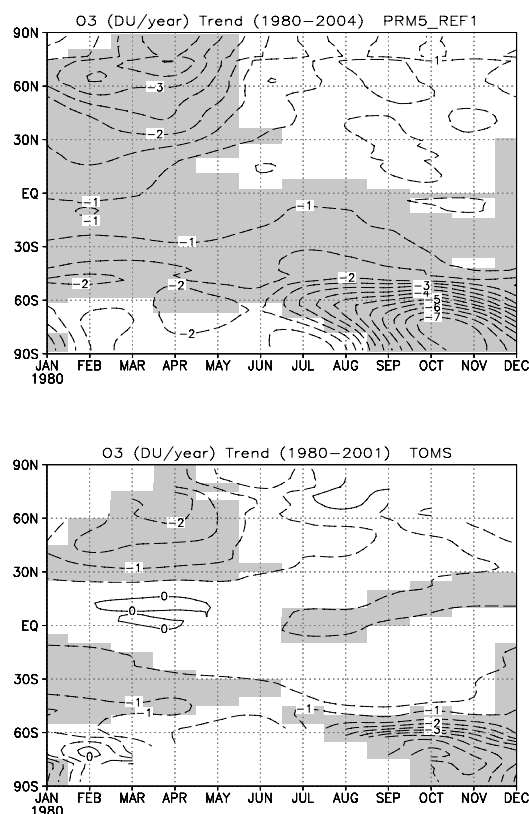 O3 (DU/year) Trend (1980-2004) PRM5_REF1
90N
1
60N
-3
-2
30N
EQ
-1
-1
-1
-1
30S
-2
-2
-2
-3
-4
-5
-6
-7
60S
-2
90S
JAN FEB MAR APR MAY JUN JUL AUG SEP OCT NOV DEC
1980
O3 (DU/year) Trend (1980-2001) TOMS
90N
60N
-2
-1
30N
0
0
0
EQ
30S
-1
-1
-1
-1
-2
60S
0
90S
JAN FEB MAR APR MAY JUN JUL AUG SEP OCT NOV DEC
1980